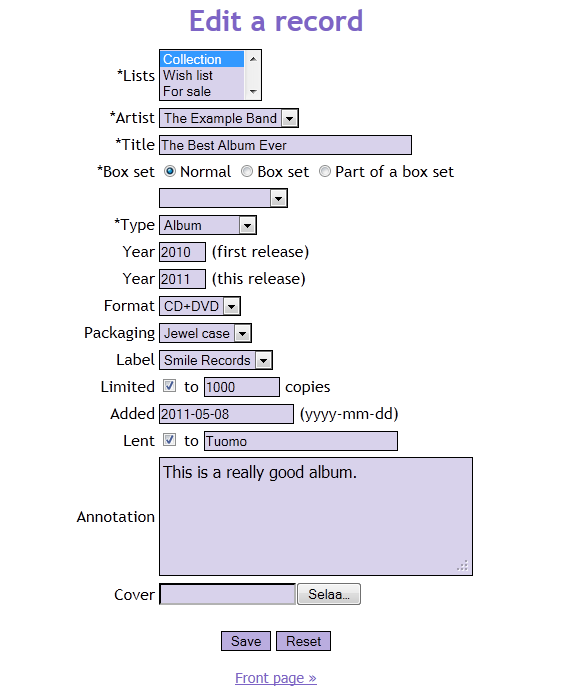 Edit a record
*Lists Collection
Wish list
For sale
*Artist The Example Band
*Title The Best Album Ever
*Box set Normal Box set Part of a box set
*Type Album
Year 2010 (first release)
Year 2011 (this release)
Format CD+DVD
Packaging Jewel case
Label Smile Records
Limited to 1000 copies
Added 2011-05-08 (yyyy-mm-dd)
Lent to Tuomo
Annotation This is a really good album.
Cover Selaa...
Save Reset
Front page »